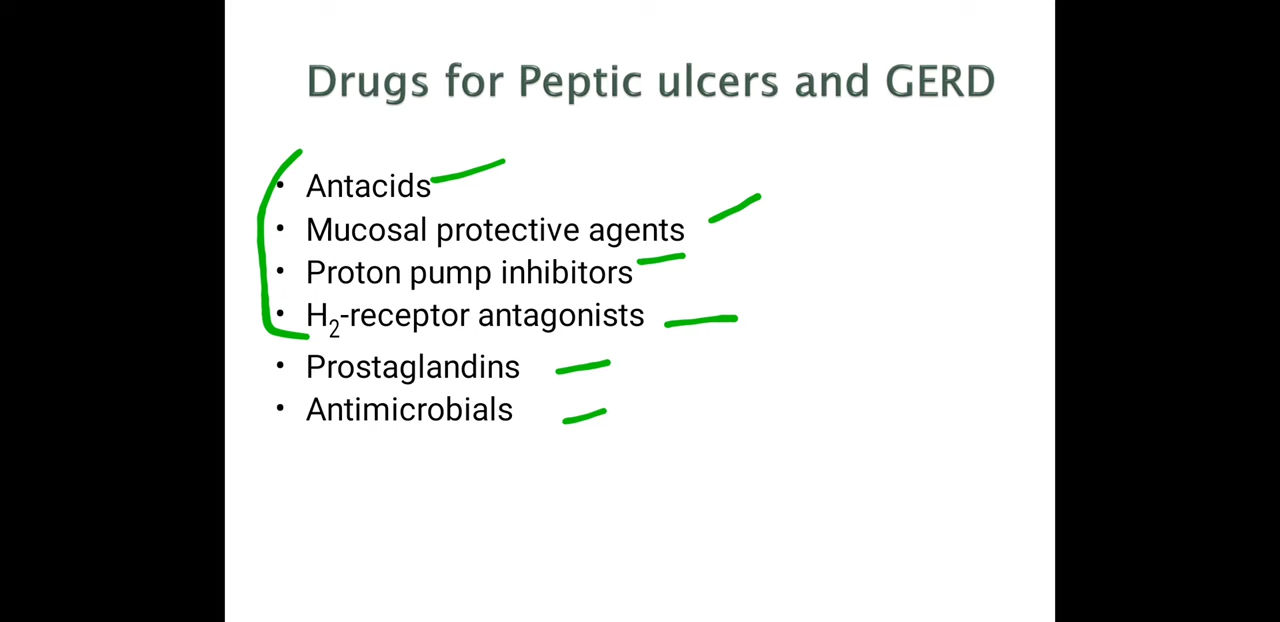 Drugs for Peptic ulcers and GERD
• Antacids
• Mucosal protective agents
• Proton pump inhibitors
• H₂-receptor antagonists
• Prostaglandins
• Antimicrobials